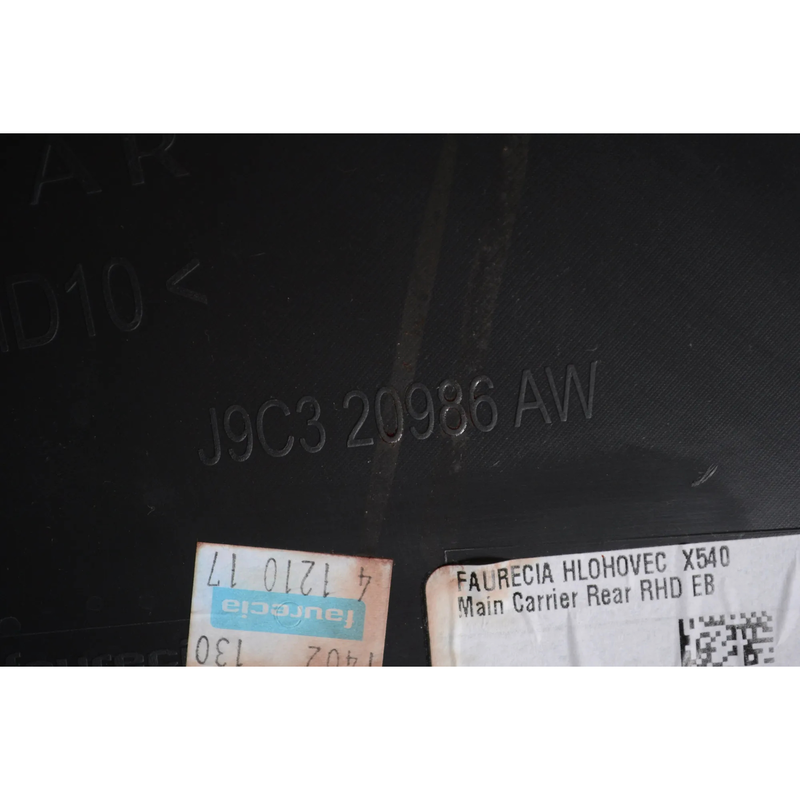 AR
D10 <
J9C3 20986 AW
FAURECIA HLOHOVEC X540
Main Carrier Rear RHD EB
1402 130
faurecia
4 1210 17
faurecia